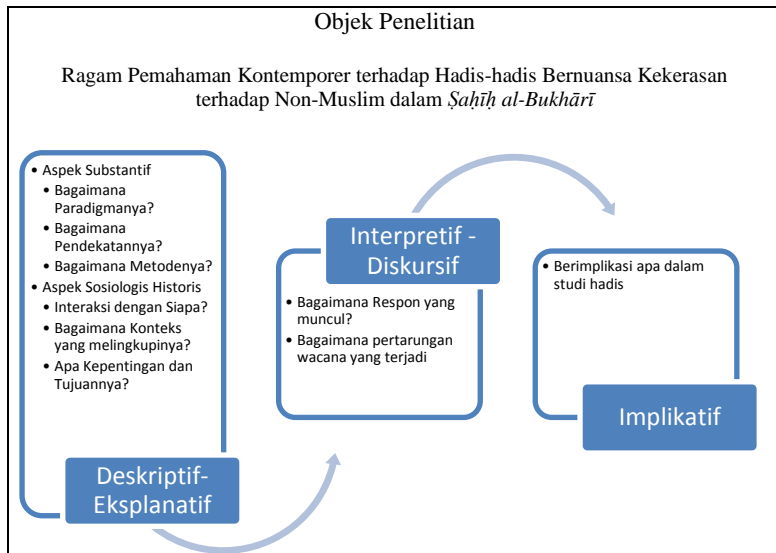 Objek Penelitian
Ragam Pemahaman Kontemporer terhadap Hadis-hadis Bernuansa Kekerasan
terhadap Non-Muslim dalam Ṣaḥīḥ al-Bukhārī
• Aspek Substantif
• Bagaimana
Paradigmanya?
• Bagaimana
Pendekatannya?
• Bagaimana Metodenya?
• Aspek Sosiologis Historis
• Interaksi dengan Siapa?
• Bagaimana Konteks
yang melingkupinya?
• Apa Kepentingan dan
Tujuannya?
Deskriptif-
Eksplanatif
Interpretif -
Diskursif
• Bagaimana Respon yang
muncul?
• Bagaimana pertarungan
wacana yang terjadi
• Berimplikasi apa dalam
studi hadis
Implikatif